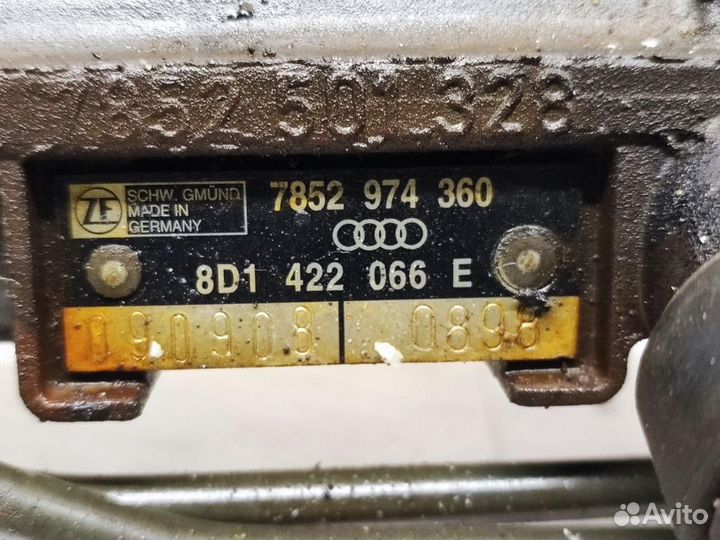 7852 501 328
ZF
SCHW. GMÜND
MADE IN
GERMANY
7852 974 360
8D1 422 066 E
090908 0898
Avito